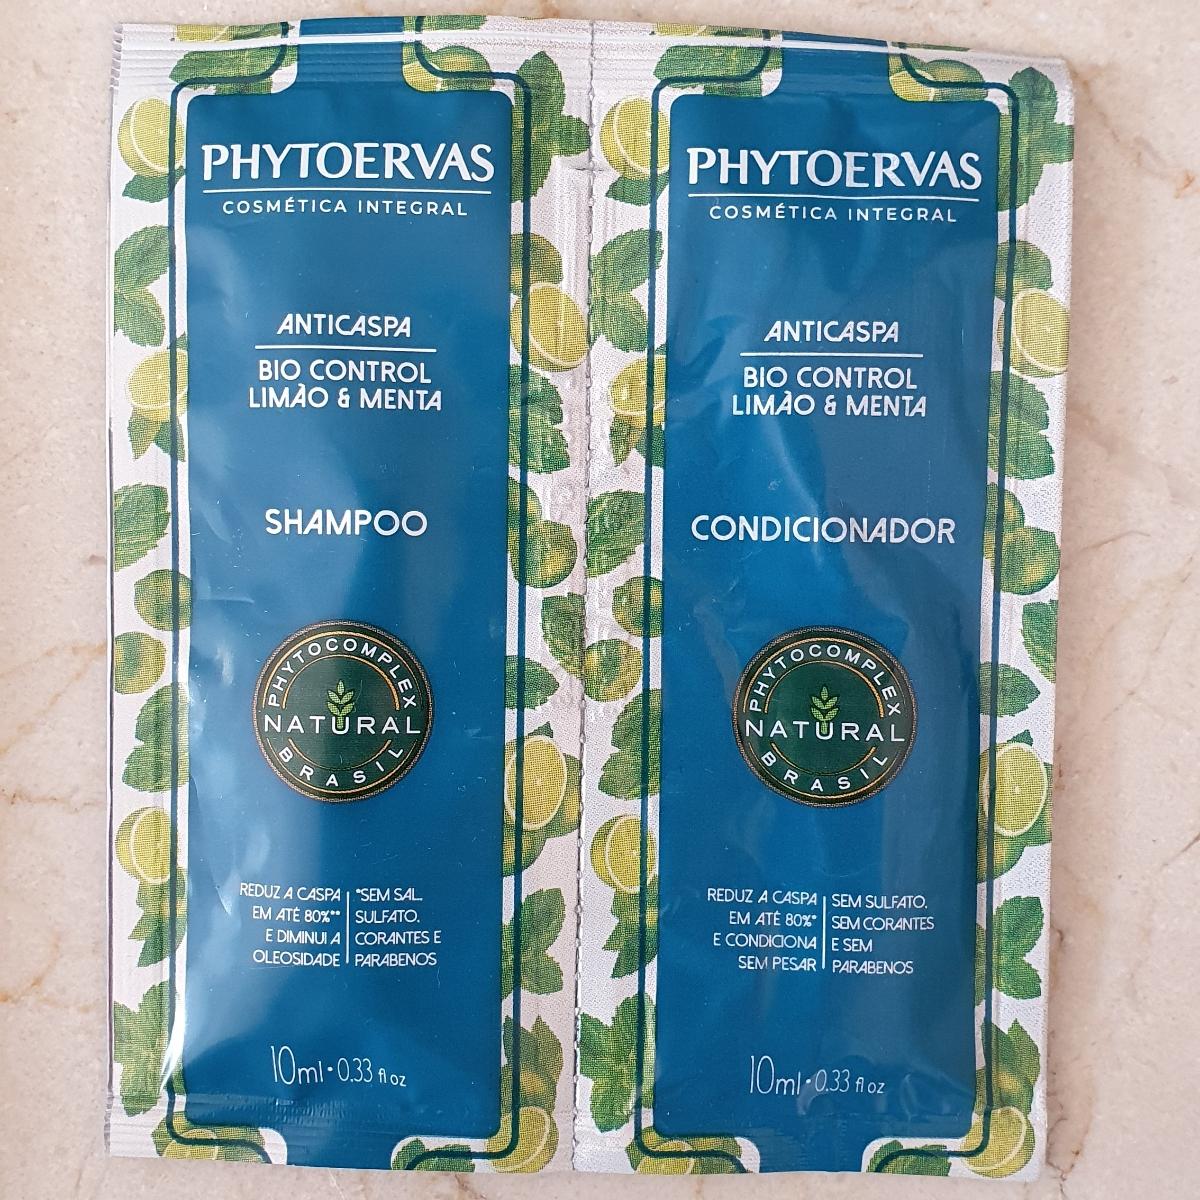 PHYTOERVAS
COSMÉTICA INTEGRAL
ANTICASPA
BIO CONTROL
LIMÃO & MENTA
SHAMPOO
PHYTOCOMPLEX
NATURAL
BRASIL
REDUZ A CASPA
EM ATÉ 80%**
E DIMINUI A
OLEOSIDADE
*SEM SAL.
SULFATO.
CORANTES E
PARABENOS
10ml • 0.33 fl oz
PHYTOERVAS
COSMÉTICA INTEGRAL
ANTICASPA
BIO CONTROL
LIMÃO & MENTA
CONDICIONADOR
PHYTOCOMPLEX
NATURAL
BRASIL
REDUZ A CASPA
EM ATÉ 80%*
E CONDICIONA
SEM PESAR
SEM SULFATO.
SEM CORANTES
E SEM
PARABENOS
10ml • 0.33 fl oz